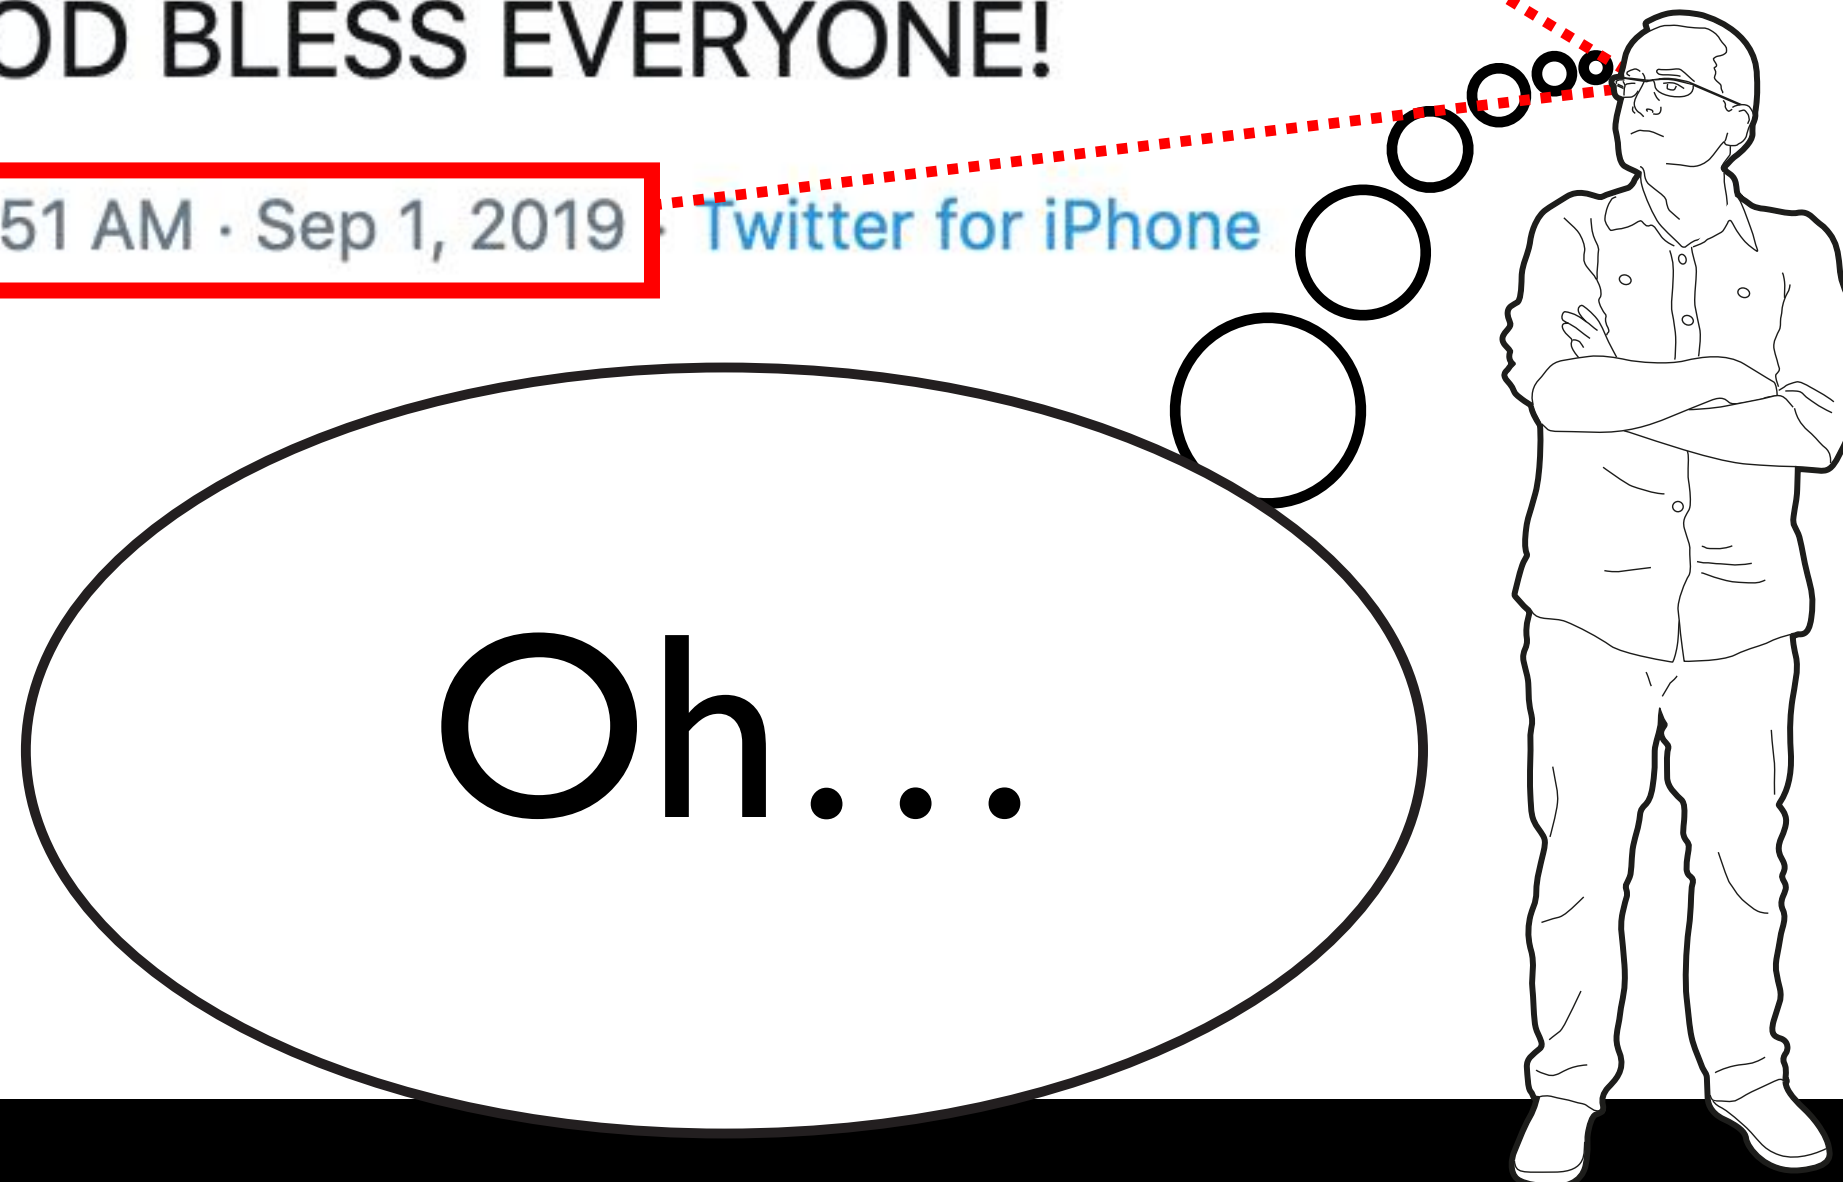 OD BLESS EVERYONE!
51 AM · Sep 1, 2019 · Twitter for iPhone
Oh...